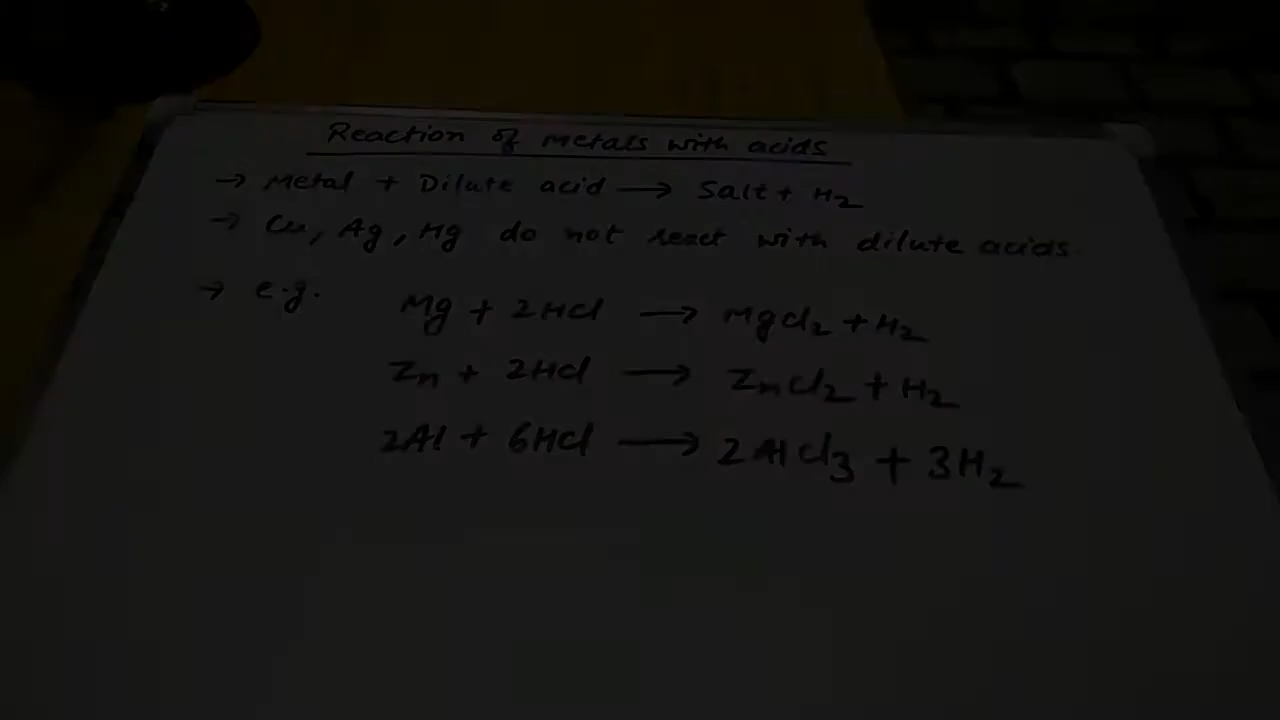 Reaction of metals with acids
→ Metal + Dilute acid → Salt + H₂
→ Cu, Ag, Hg do not react with dilute acids.
→ e.g. Mg + 2HCl → MgCl₂ + H₂
Zn + 2HCl → ZnCl₂ + H₂
2Al + 6HCl → 2AlCl₃ + 3H₂